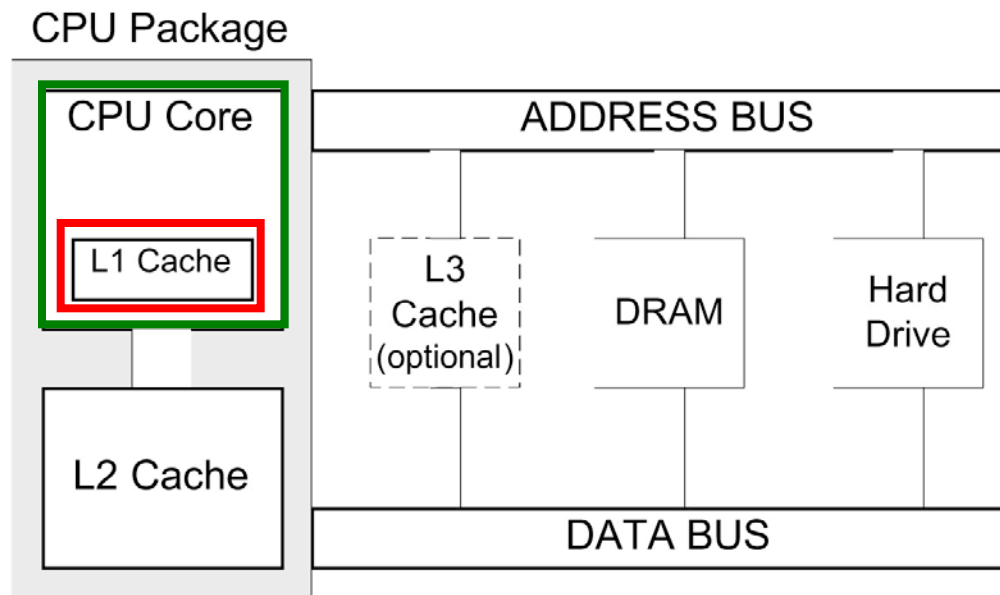 CPU Package
CPU Core
ADDRESS BUS
L1 Cache
L3
Cache
(optional)
DRAM
Hard
Drive
L2 Cache
DATA BUS